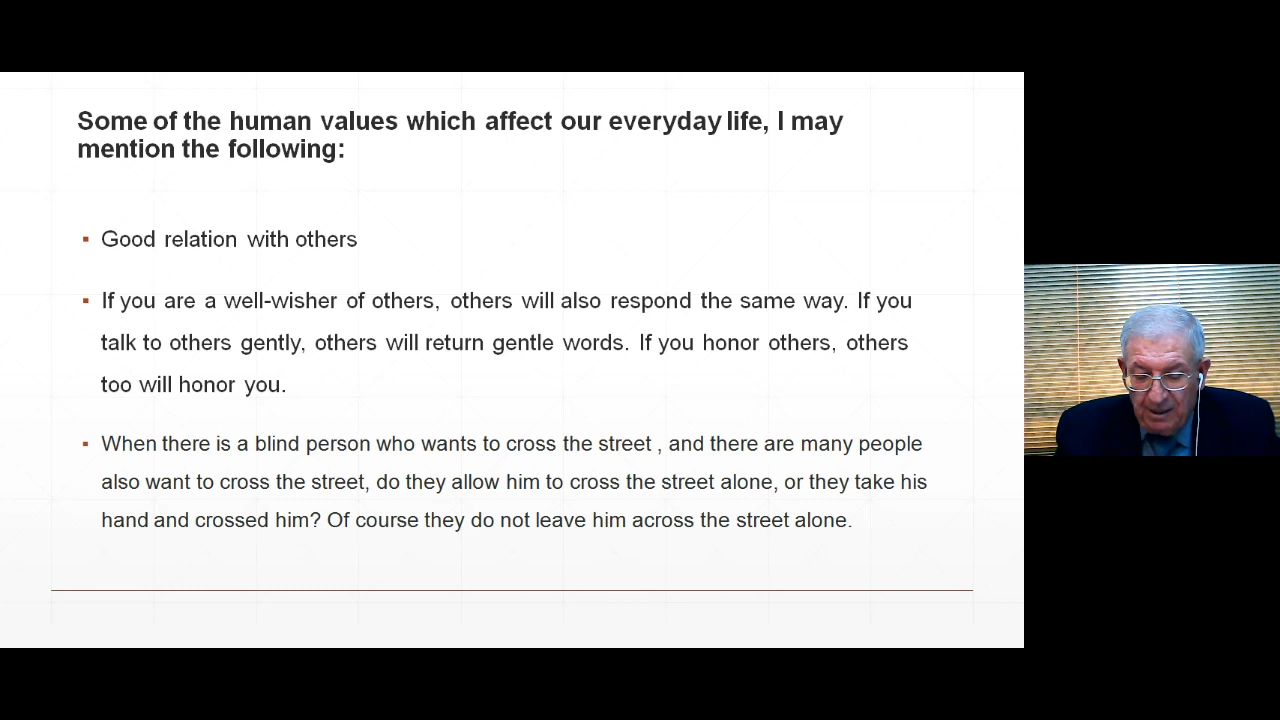 Some of the human values which affect our everyday life, I may
mention the following:
▪ Good relation with others
▪ If you are a well-wisher of others, others will also respond the same way. If you
talk to others gently, others will return gentle words. If you honor others, others
too will honor you.
▪ When there is a blind person who wants to cross the street , and there are many people
also want to cross the street, do they allow him to cross the street alone, or they take his
hand and crossed him? Of course they do not leave him across the street alone.